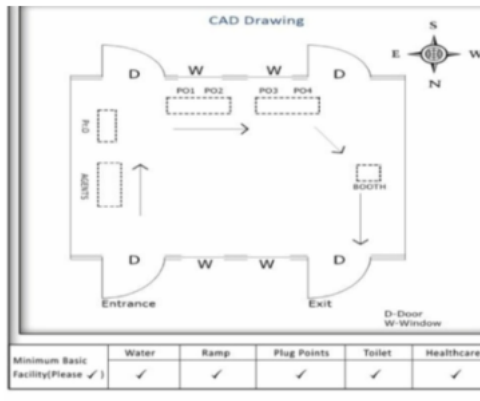 CAD Drawing
S
E W
N
D W W D
PO1 PO2 PO3 PO4
PrO
AGENTS
BOOTH
D W W D
Entrance Exit
D-Door
W-Window
Minimum Basic Facility(Please ✓) Water Ramp Plug Points Toilet Healthcare
✓ ✓ ✓ ✓ ✓